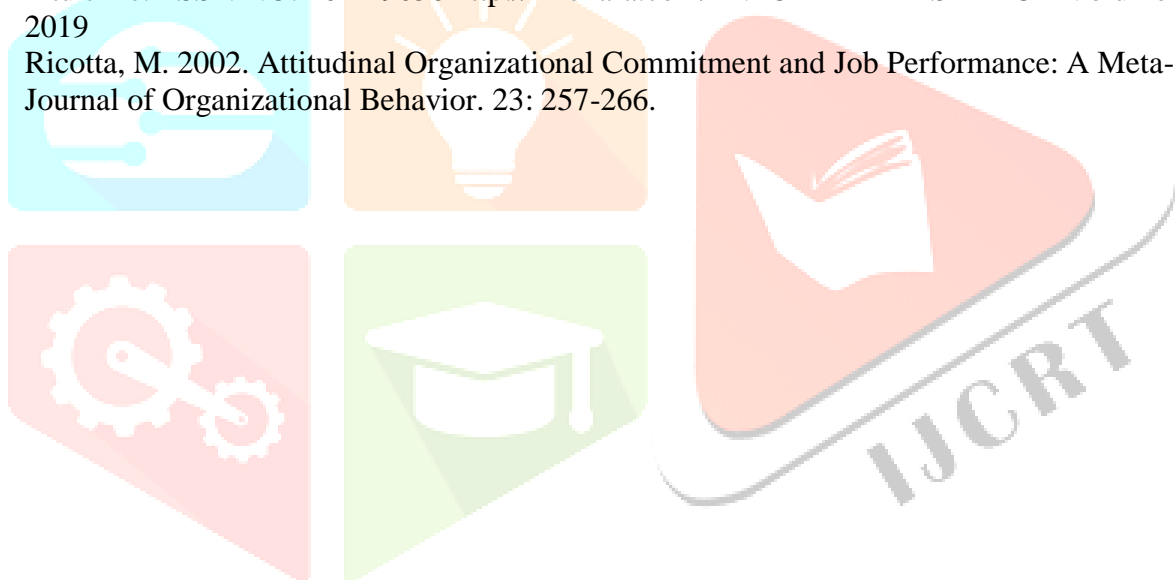 2019
Ricotta, M. 2002. Attitudinal Organizational Commitment and Job Performance: A Meta-
Journal of Organizational Behavior. 23: 257-266.
IJCRT